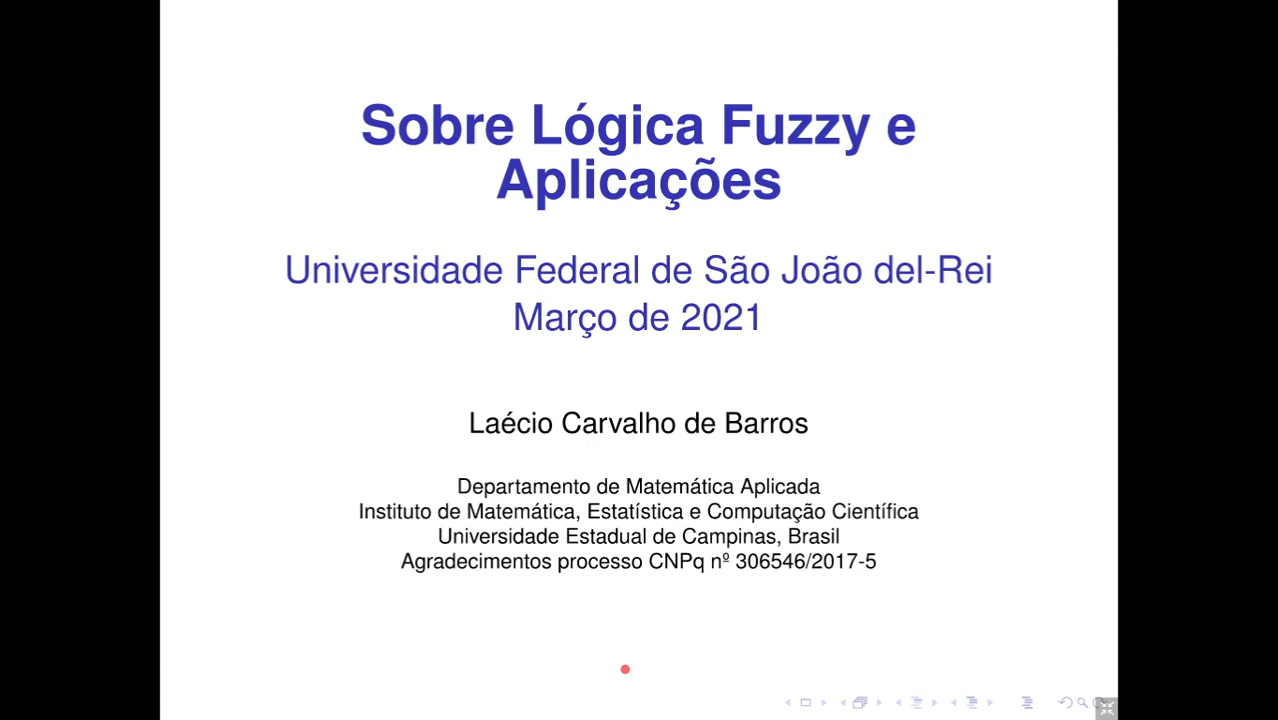 Sobre Lógica Fuzzy e
Aplicações
Universidade Federal de São João del-Rei
Março de 2021
Laécio Carvalho de Barros
Departamento de Matemática Aplicada
Instituto de Matemática, Estatística e Computação Científica
Universidade Estadual de Campinas, Brasil
Agradecimentos processo CNPq nº 306546/2017-5